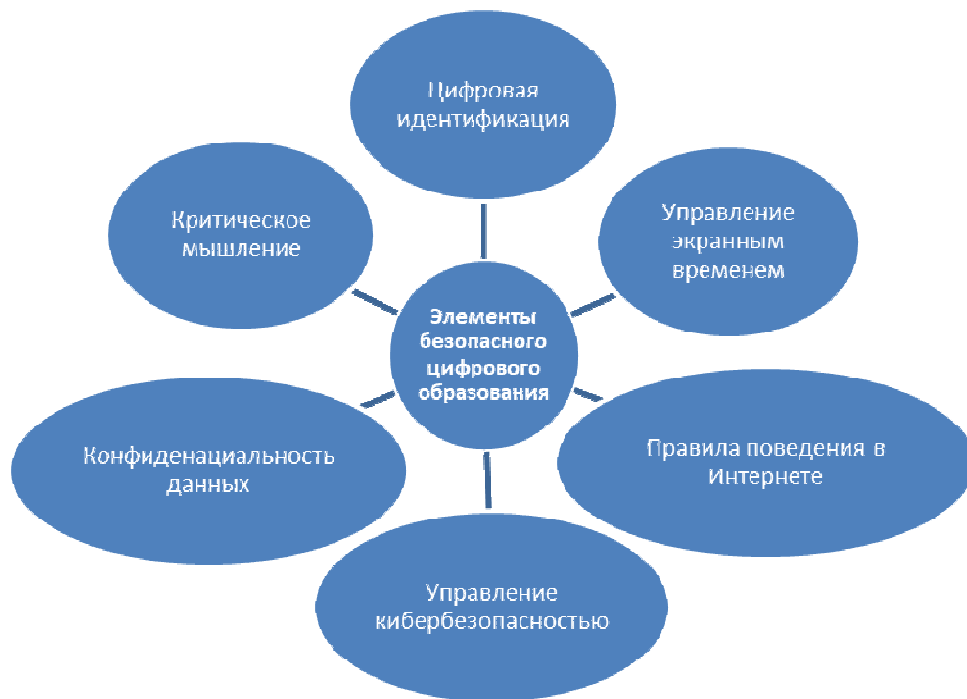 Цифровая
идентификация
Критическое
мышление
Управление
экранным
временем
Элементы
безопасного
цифрового
образования
Конфиденациальность
данных
Правила поведения в
Интернете
Управление
кибербезопасностью